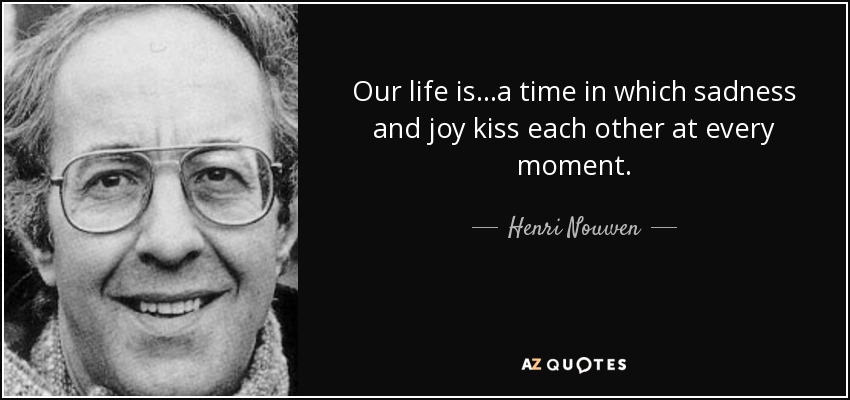 Our life is...a time in which sadness
and joy kiss each other at every
moment.
Henri Nouwen
AZ QUOTES